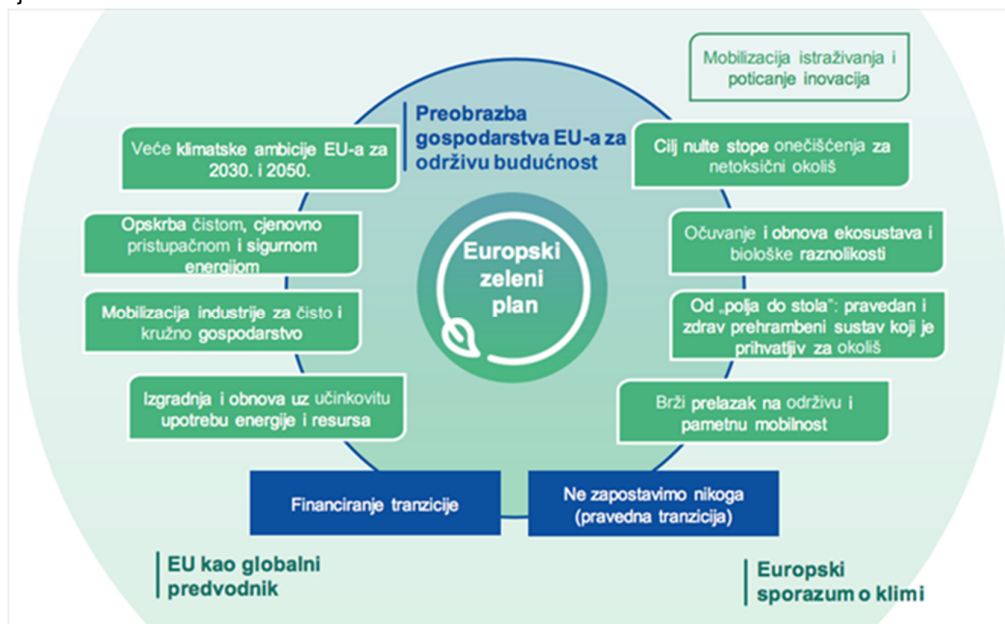 Mobilizacija istraživanja i
poticanje inovacija
Preobrazba
gospodarstva EU-a za
održivu budućnost
Veće klimatske ambicije EU-a za
2030. i 2050.
Cilj nulte stope onečišćenja za
netoksični okoliš
Opskrba čistom, cjenovno
pristupačnom i sigurnom
energijom
Očuvanje i obnova ekosustava i
biološke raznolikosti
Europski
zeleni
plan
Mobilizacija industrije za čisto i
kružno gospodarstvo
Od „polja do stola”: pravedan i
zdrav prehrambeni sustav koji je
prihvatljiv za okoliš
Izgradnja i obnova uz učinkovitu
upotrebu energije i resursa
Brži prelazak na održivu i
pametnu mobilnost
Financiranje tranzicije
Ne zapostavimo nikoga
(pravedna tranzicija)
EU kao globalni
predvodnik
Europski
sporazum o klimi